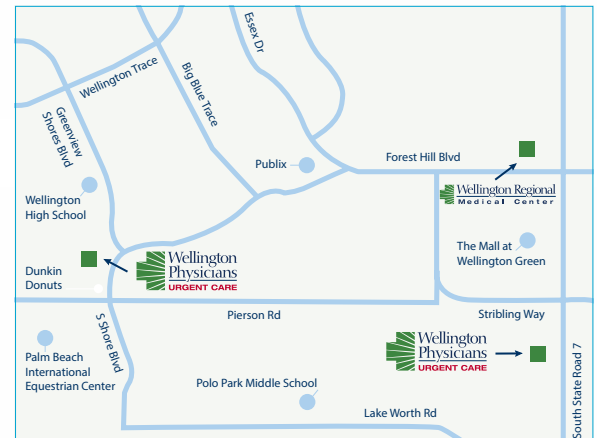 Essex Dr
Wellington Trace
Big Blue Trace
Greenview
Shores Blvd
Publix
Forest Hill Blvd
Wellington Regional
Medical Center
Wellington
High School
The Mall at
Wellington Green
Wellington
Physicians
URGENT CARE
Dunkin
Donuts
Pierson Rd
Stribling Way
S Shore Blvd
Wellington
Physicians
URGENT CARE
Palm Beach
International
Equestrian Center
Polo Park Middle School
South State Road 7
Lake Worth Rd